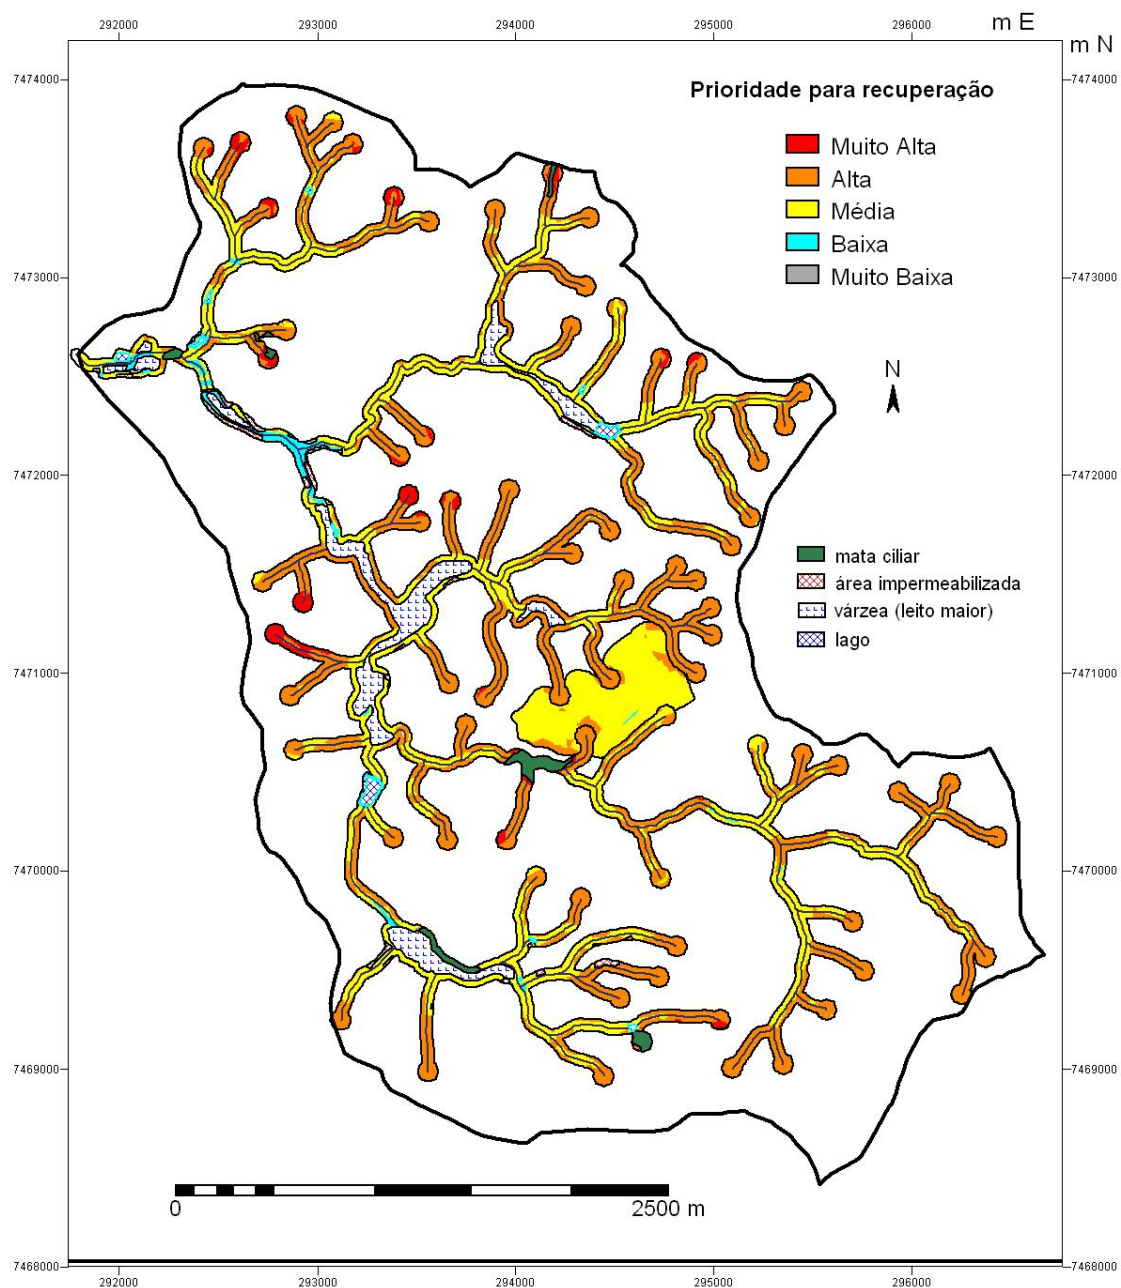 292000 293000 294000 295000 296000 m E
m N
7474000 7474000
Prioridade para recuperação
Muito Alta
Alta
Média
Baixa
Muito Baixa
7473000 7473000
N
7472000 7472000
mata ciliar
área impermeabilizada
várzea (leito maior)
lago
7471000 7471000
7470000 7470000
7469000 7469000
0 2500 m
7468000 7468000
292000 293000 294000 295000 296000